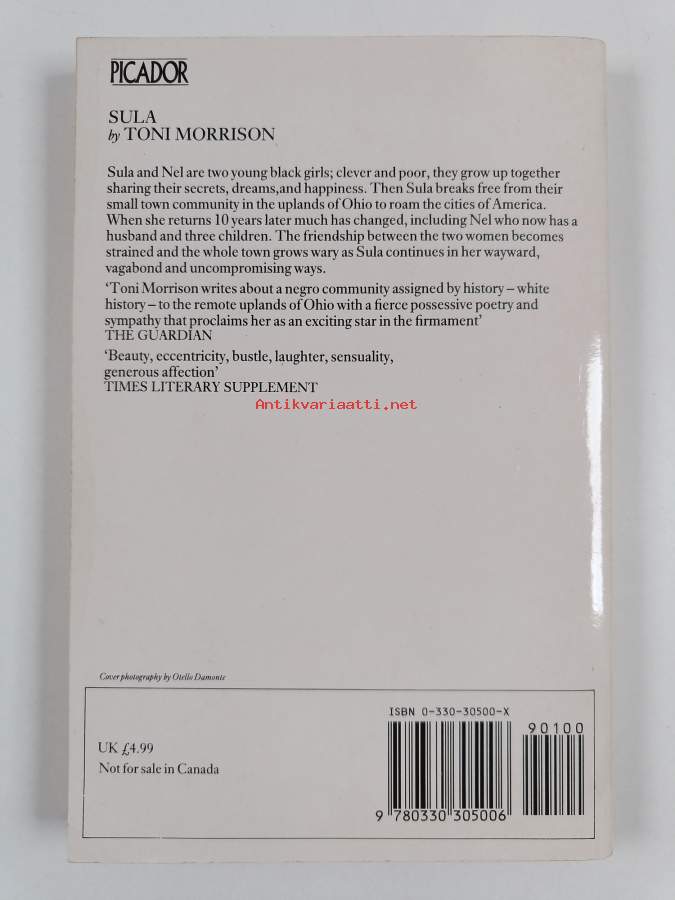 PICADOR
SULA
by TONI MORRISON
Sula and Nel are two young black girls; clever and poor, they grow up together
sharing their secrets, dreams,and happiness. Then Sula breaks free from their
small town community in the uplands of Ohio to roam the cities of America.
When she returns 10 years later much has changed, including Nel who now has a
husband and three children. The friendship between the two women becomes
strained and the whole town grows wary as Sula continues in her wayward,
vagabond and uncompromising ways.
‘Toni Morrison writes about a negro community assigned by history – white
history – to the remote uplands of Ohio with a fierce possessive poetry and
sympathy that proclaims her as an exciting star in the firmament’
THE GUARDIAN
‘Beauty, eccentricity, bustle, laughter, sensuality,
generous affection’
TIMES LITERARY SUPPLEMENT
Antikvariaatti.net
Cover photography by Otello Damonte
ISBN 0-330-30500-X
90100
UK £4.99
Not for sale in Canada
9 780330 305006